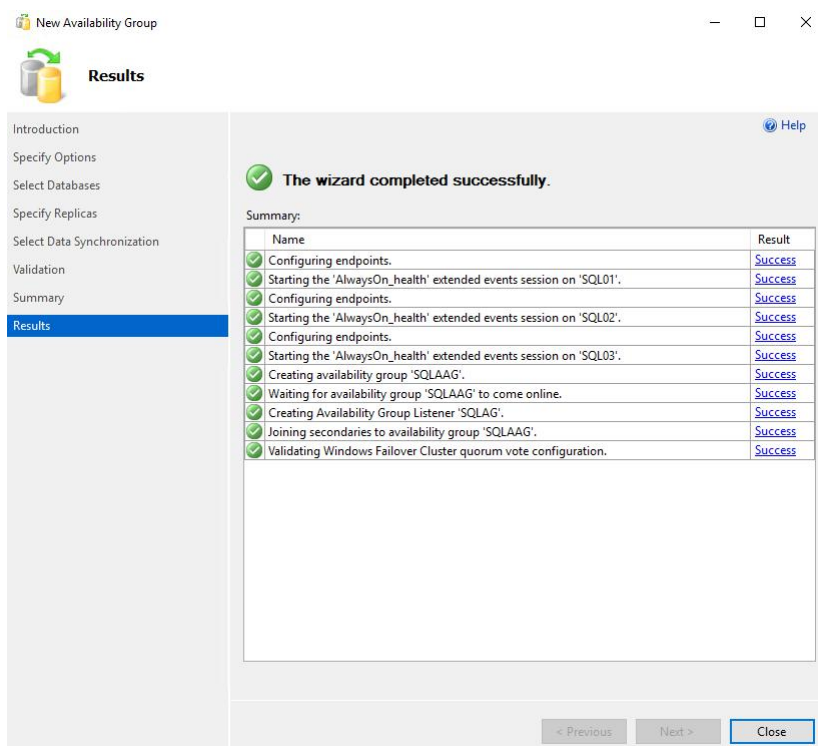 New Availability Group
Results
Introduction
Specify Options
Select Databases
Specify Replicas
Select Data Synchronization
Validation
Summary
Results
Help
The wizard completed successfully.
Summary:
Name Result
Configuring endpoints. Success
Starting the 'AlwaysOn_health' extended events session on 'SQL01'. Success
Configuring endpoints. Success
Starting the 'AlwaysOn_health' extended events session on 'SQL02'. Success
Configuring endpoints. Success
Starting the 'AlwaysOn_health' extended events session on 'SQL03'. Success
Creating availability group 'SQLAAG'. Success
Waiting for availability group 'SQLAAG' to come online. Success
Creating Availability Group Listener 'SQLAG'. Success
Joining secondaries to availability group 'SQLAAG'. Success
Validating Windows Failover Cluster quorum vote configuration. Success
< Previous Next > Close